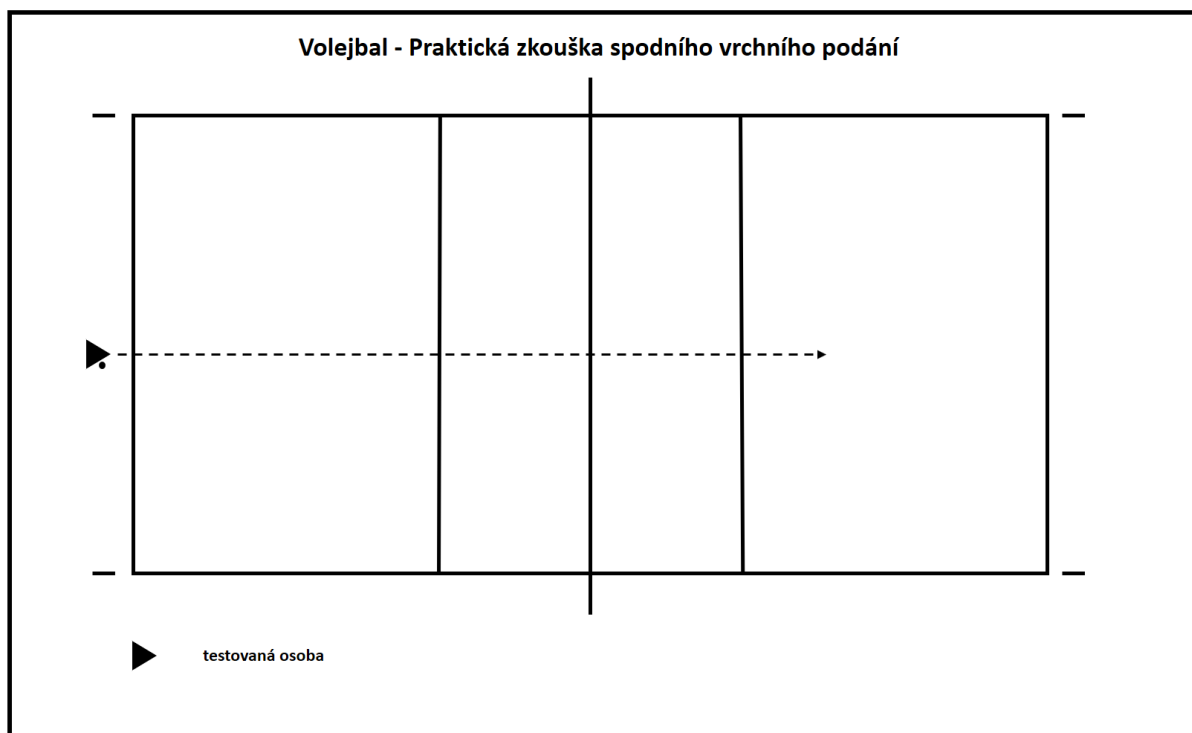 Volejbal - Praktická zkouška spodního vrchního podání
testovaná osoba